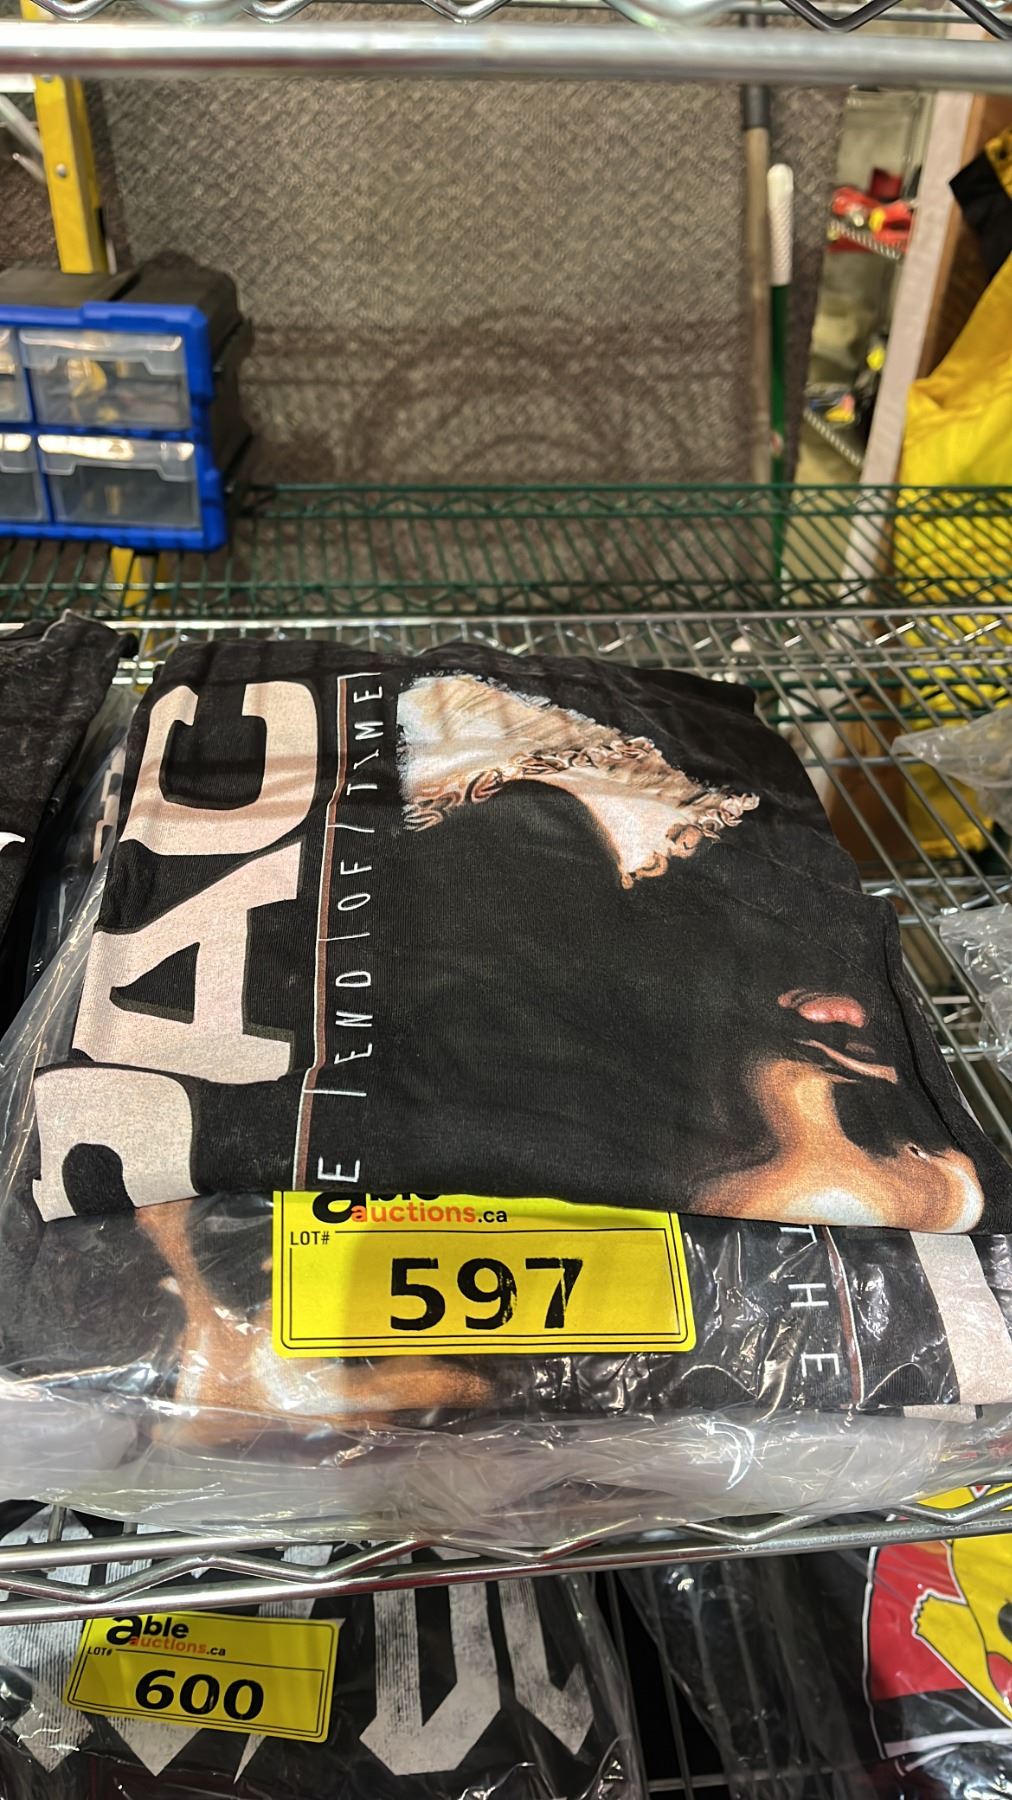 PAC
E | END | OF | TIME
able
auctions.ca
LOT#
597
THE
able
auctions.ca
LOT#
600